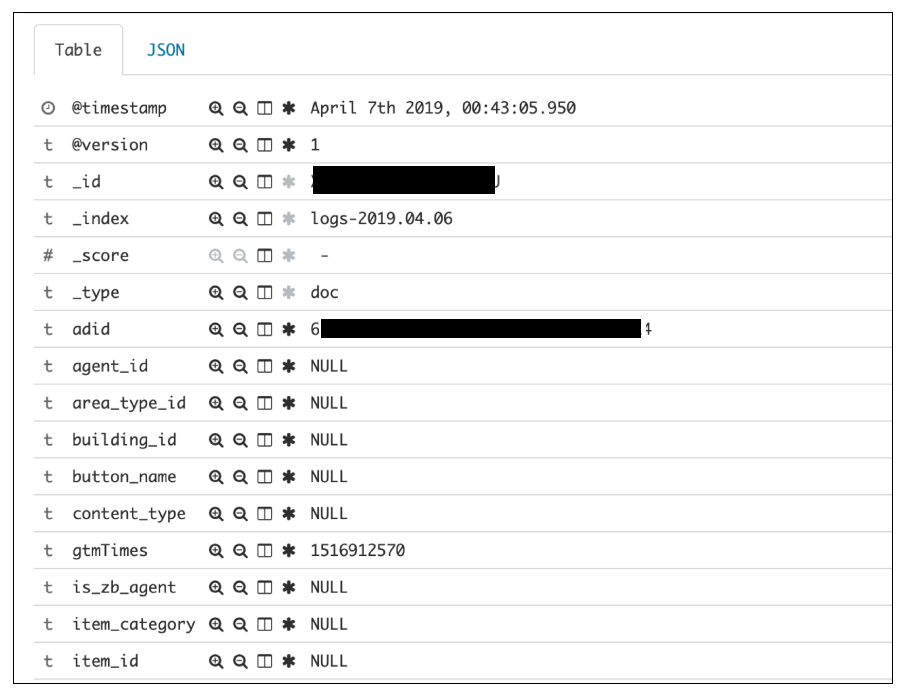 Table JSON
@timestamp April 7th 2019, 00:43:05.950
t @version 1
t _id
t _index logs-2019.04.06
# _score -
t _type doc
t adid 6 4
t agent_id NULL
t area_type_id NULL
t building_id NULL
t button_name NULL
t content_type NULL
t gtmTimes 1516912570
t is_zb_agent NULL
t item_category NULL
t item_id NULL